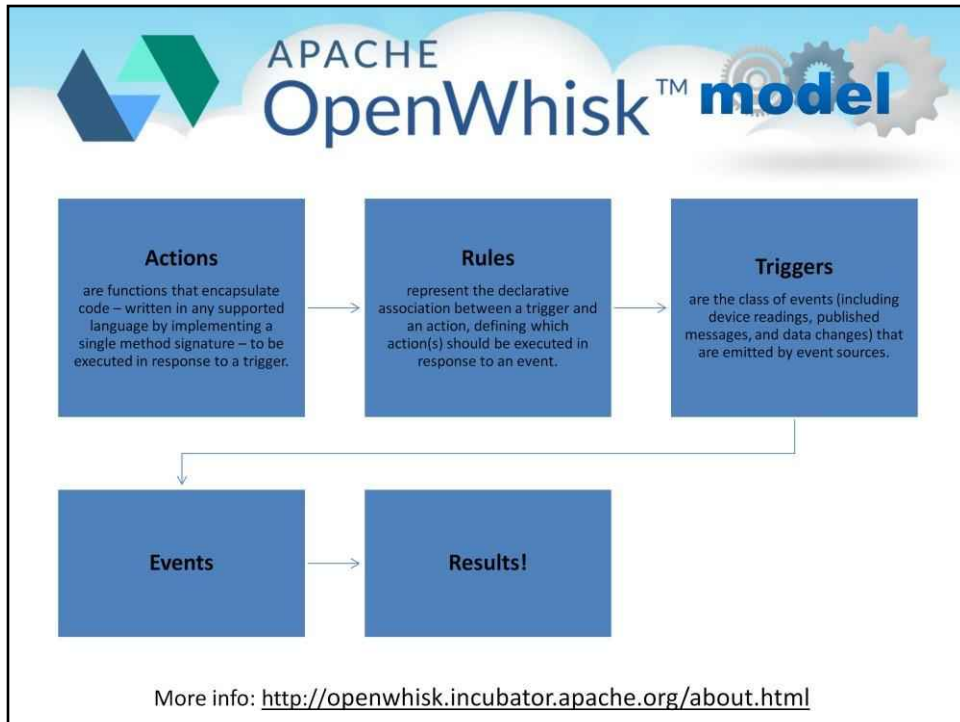 APACHE
OpenWhisk™ model
Actions
are functions that encapsulate
code – written in any supported
language by implementing a
single method signature – to be
executed in response to a trigger.
Rules
represent the declarative
association between a trigger and
an action, defining which
action(s) should be executed in
response to an event.
Triggers
are the class of events (including
device readings, published
messages, and data changes) that
are emitted by event sources.
Events
Results!
More info: http://openwhisk.incubator.apache.org/about.html